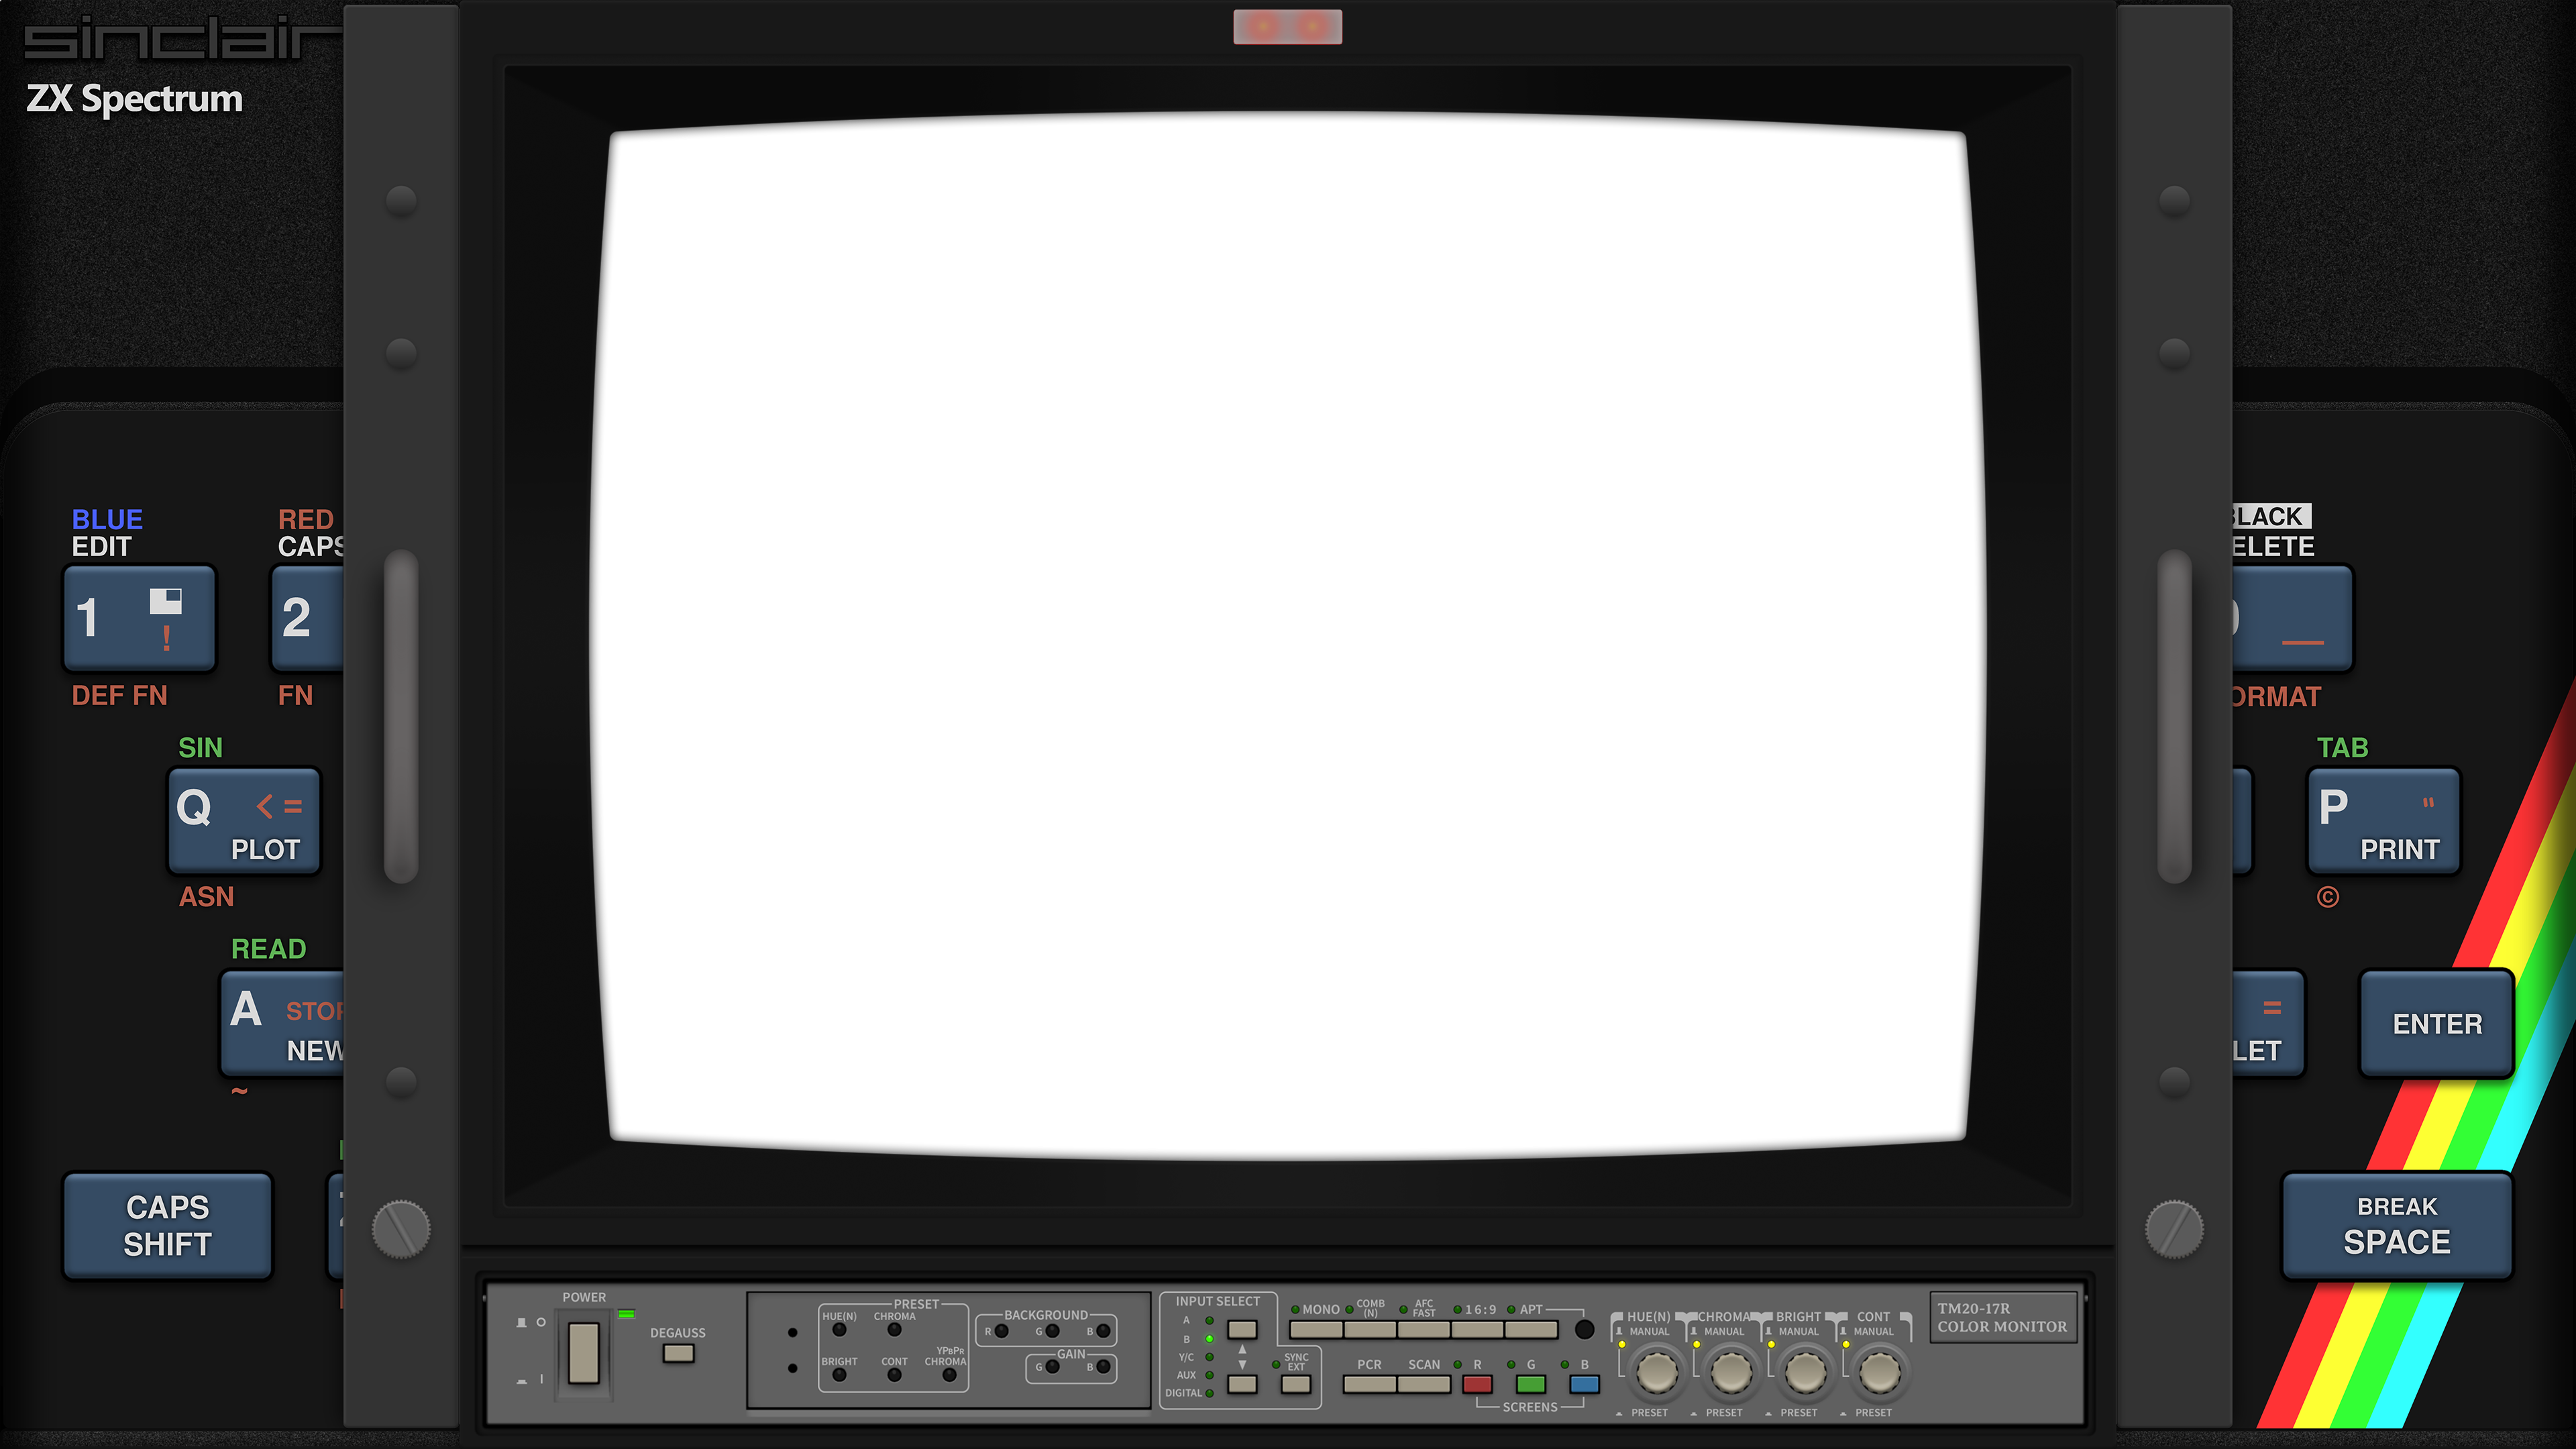 sinclair
ZX Spectrum
BLUE
EDIT
RED
CAPS
1
!
2
DEF FN
FN
SIN
Q <=
PLOT
ASN
READ
A STOP
NEW
~
CAPS
SHIFT
BLACK
DELETE
FORMAT
TAB
P "
PRINT
©
=
LET
ENTER
BREAK
SPACE
POWER
DEGAUSS
PRESET
HUE(N) CHROMA
BRIGHT CONT YPBPR
CHROMA
BACKGROUND
R G B
GAIN
G B
INPUT SELECT
A
B
Y/C
AUX
DIGITAL
SYNC
EXT
MONO COMB
(N) AFC
FAST 16:9 APT
PCR SCAN R G B
SCREENS
HUE(N) CHROMA BRIGHT CONT
MANUAL MANUAL MANUAL MANUAL
PRESET PRESET PRESET PRESET
TM20-17R
COLOR MONITOR